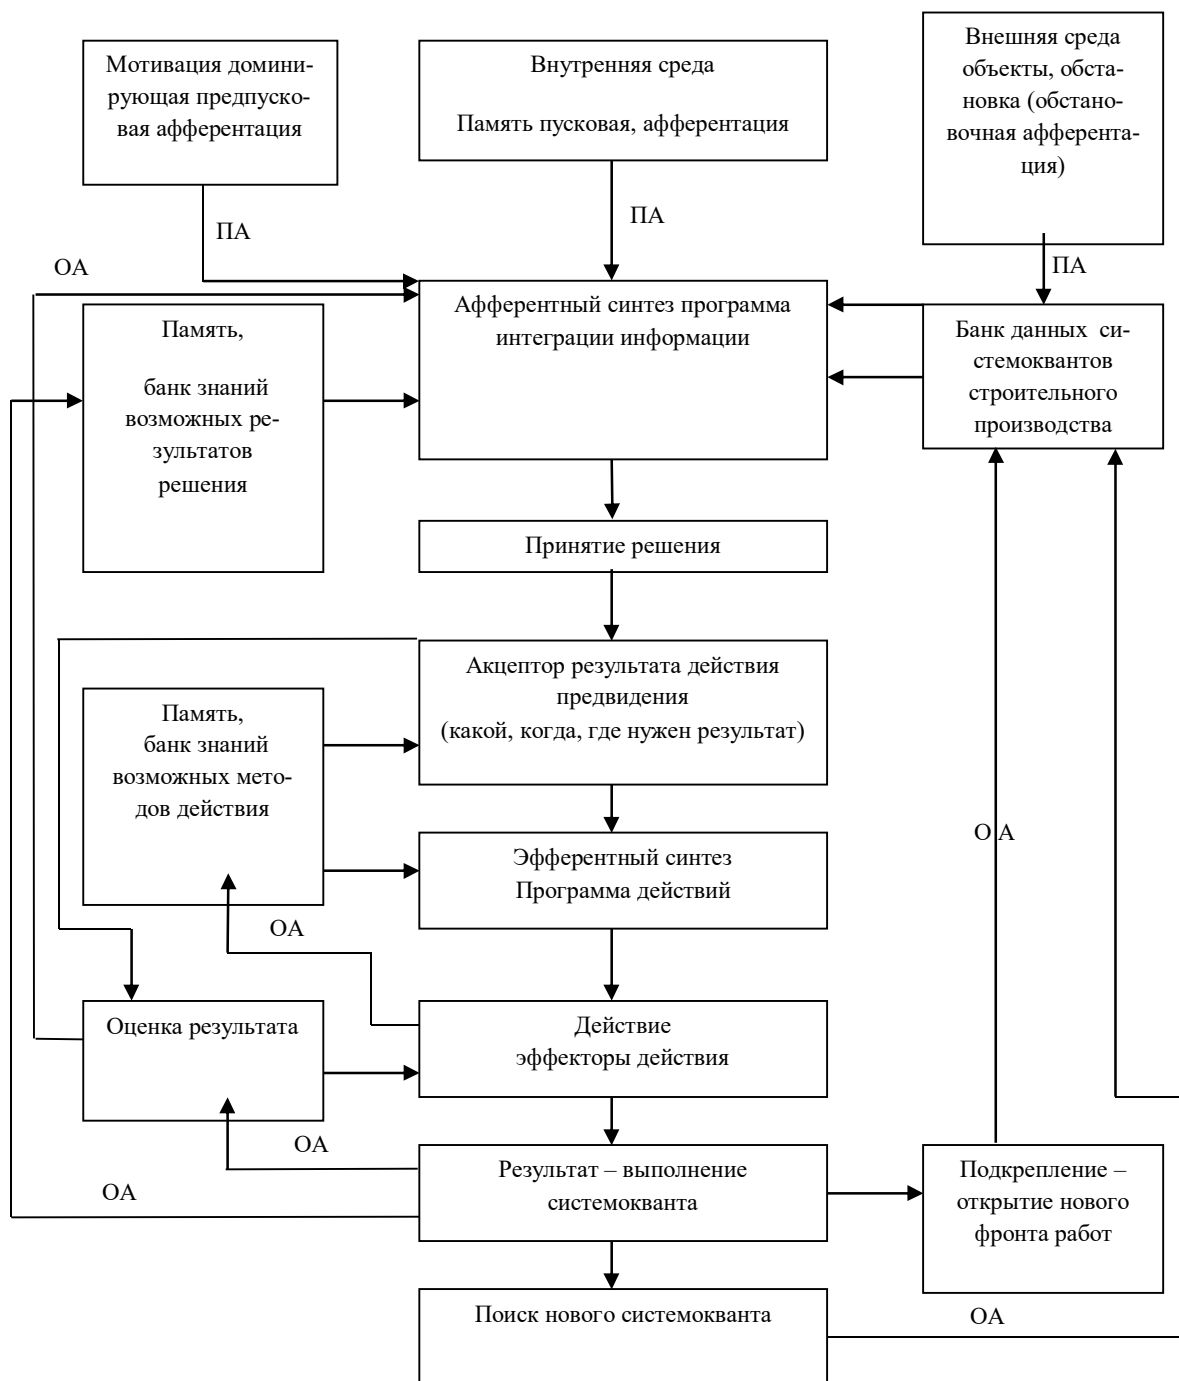 Мотивация домини-
рующая предпуско-
вая афферентация
Внутренняя среда
Память пусковая, афферентация
Внешняя среда
объекты, обста-
новка (обстано-
вочная афферента-
ция)
ПА
ПА
ПА
ОА
Память,
банк знаний
возможных ре-
зультатов
решения
Афферентный синтез программа
интеграции информации
Банк данных си-
стемоквантов
строительного
производства
Принятие решения
Акцептор результата действия
предвидения
(какой, когда, где нужен результат)
Память,
банк знаний
возможных мето-
дов действия
Эфферентный синтез
Программа действий
ОА
ОА
Оценка результата
Действие
эффекторы действия
ОА
ОА
Результат – выполнение
системокванта
Подкрепление –
открытие нового
фронта работ
Поиск нового системокванта
ОА